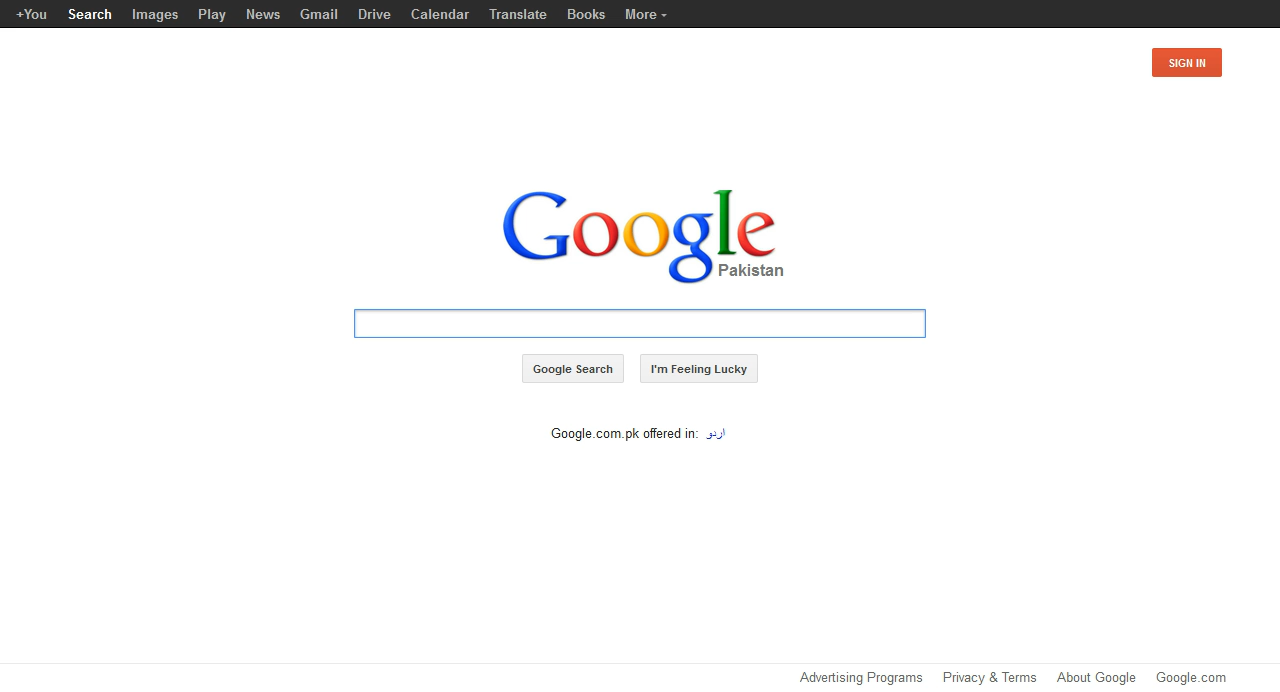 +You Search Images Play News Gmail Drive Calendar Translate Books More
SIGN IN
Google
Pakistan
Google Search I'm Feeling Lucky
Google.com.pk offered in: اردو
Advertising Programs Privacy & Terms About Google Google.com